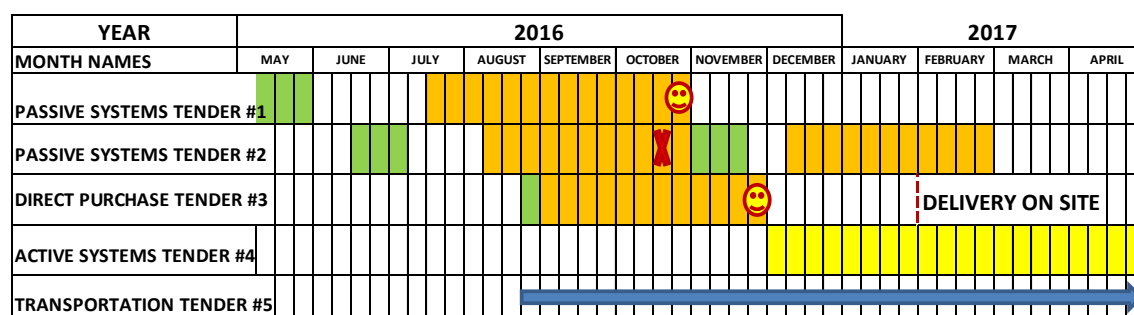 YEAR 2016 2017
MONTH NAMES MAY JUNE JULY AUGUST SEPTEMBER OCTOBER NOVEMBER DECEMBER JANUARY FEBRUARY MARCH APRIL
PASSIVE SYSTEMS TENDER #1
PASSIVE SYSTEMS TENDER #2
DIRECT PURCHASE TENDER #3 DELIVERY ON SITE
ACTIVE SYSTEMS TENDER #4
TRANSPORTATION TENDER #5